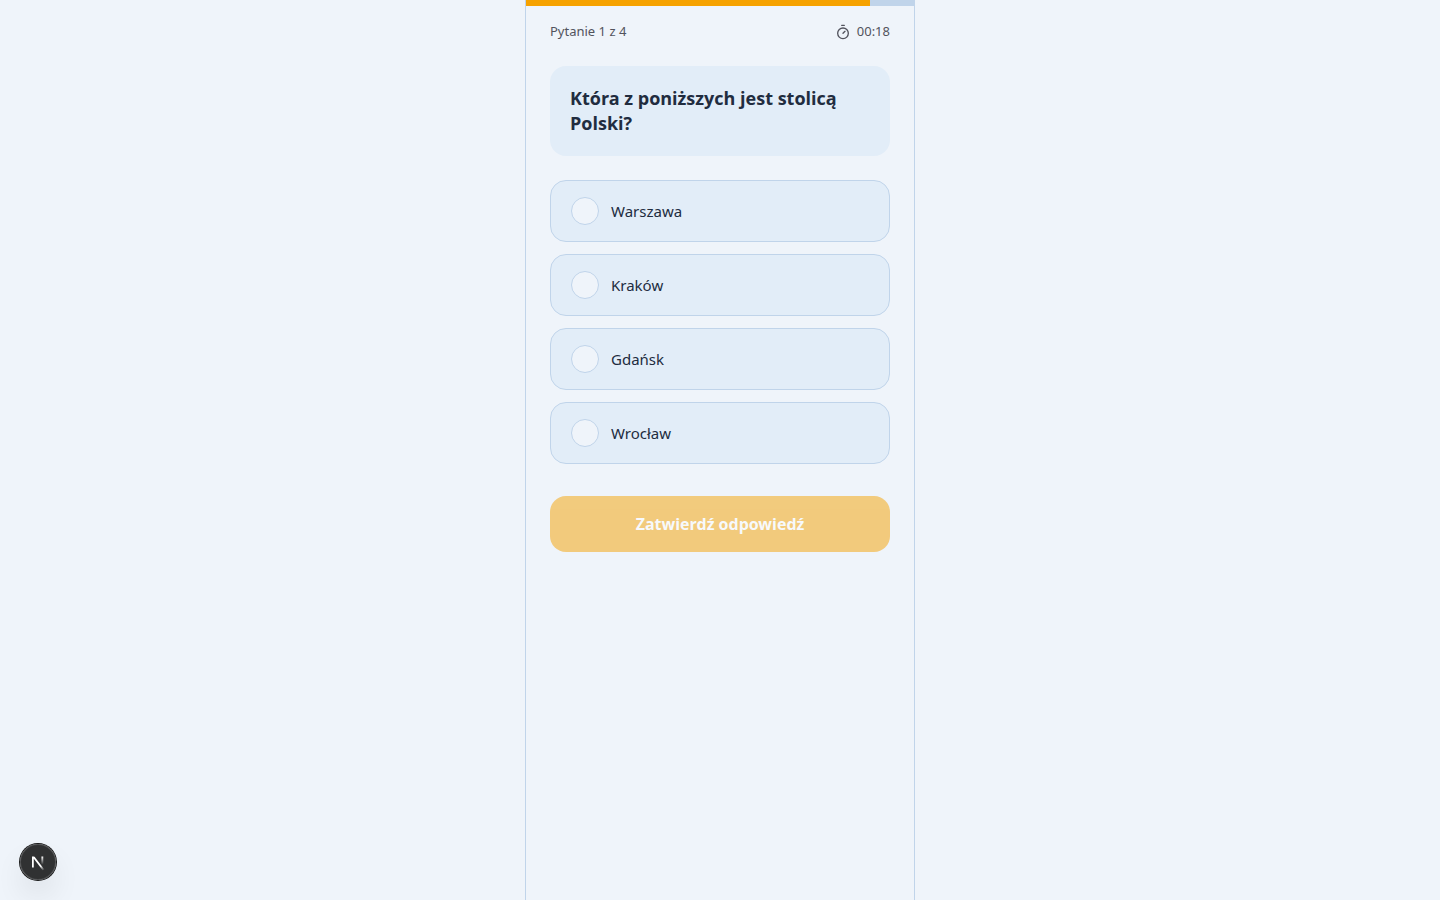 Pytanie 1 z 4
00:18
Która z poniższych jest stolicą
Polski?
Warszawa
Kraków
Gdańsk
Wrocław
Zatwierdź odpowiedź
N